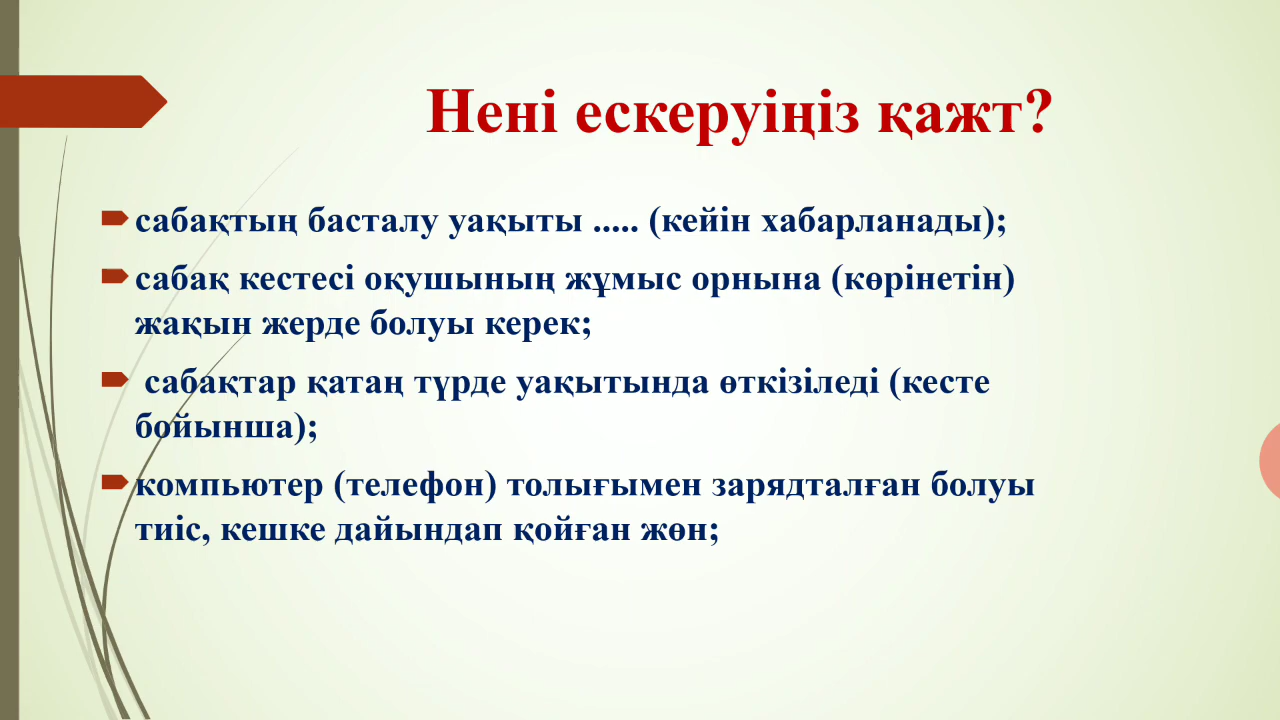 Нені ескеруіңіз қажт?
сабақтың басталу уақыты ..... (кейін хабарланады);
сабақ кестесі оқушының жұмыс орнына (көрінетін)
жақын жерде болуы керек;
сабақтар қатаң түрде уақытында өткізіледі (кесте
бойынша);
компьютер (телефон) толығымен зарядталған болуы
тиіс, кешке дайындап қойған жөн;